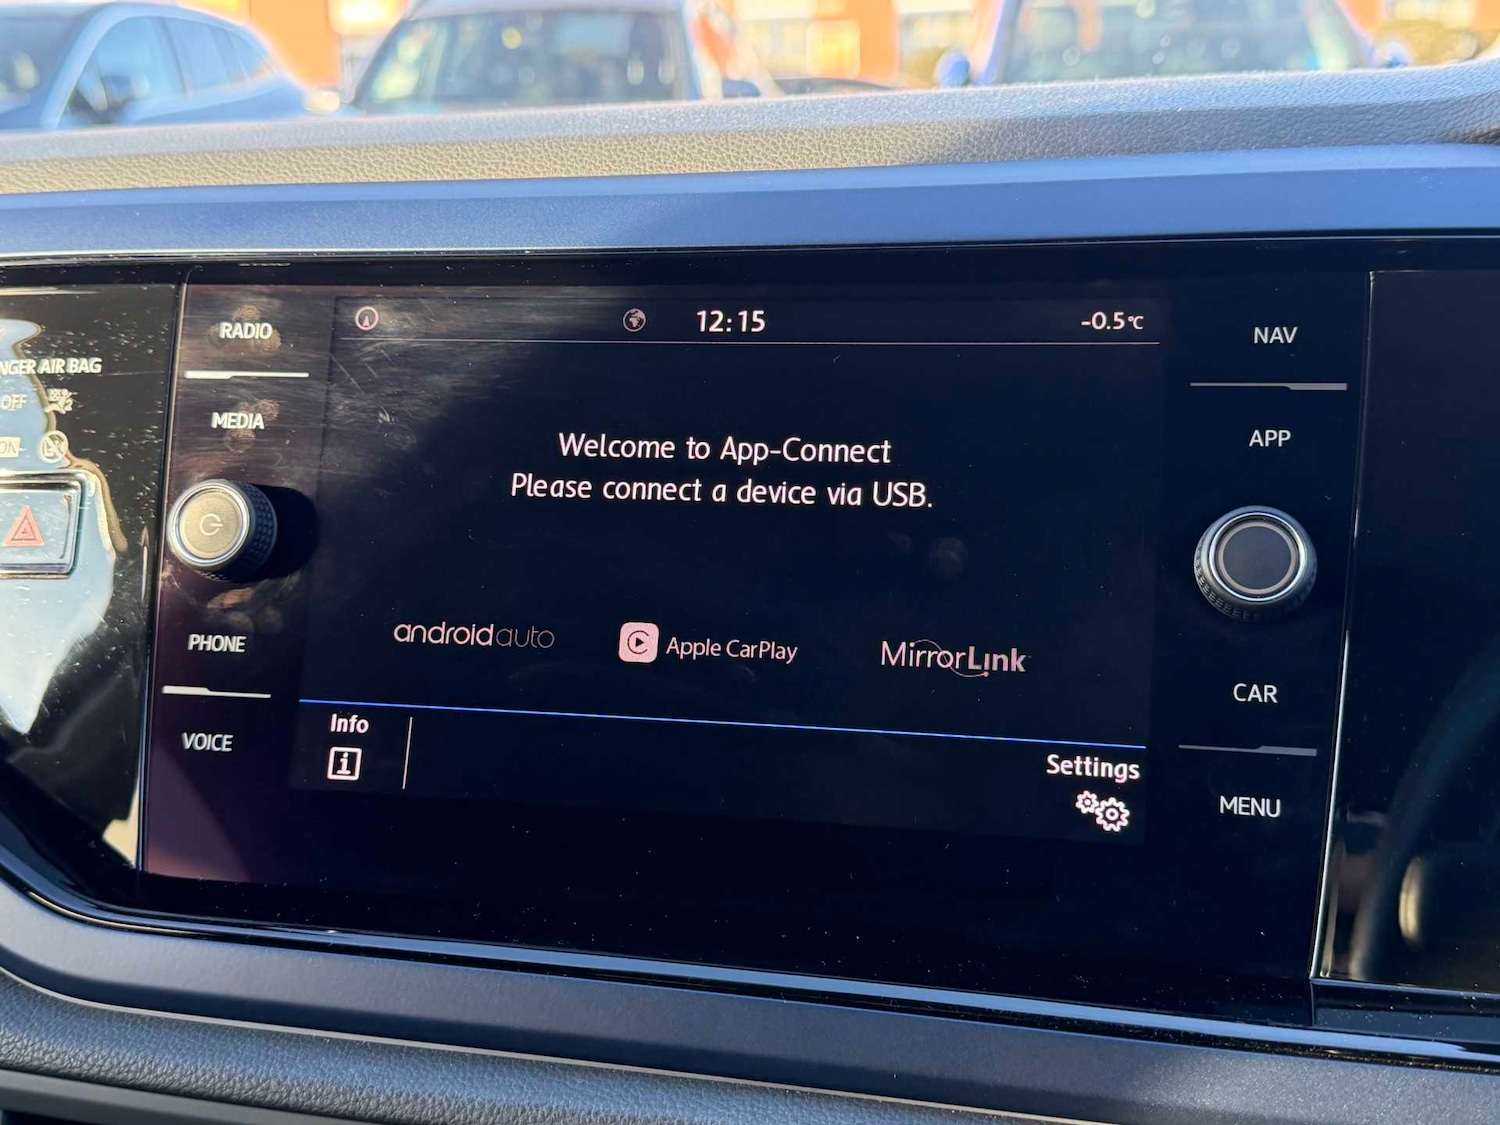 RADIO
MEDIA
PHONE
VOICE
AIR BAG
OFF
ON
12:15
-0.5°C
Welcome to App-Connect
Please connect a device via USB.
androidauto
Apple CarPlay
MirrorLink
Info
Settings
NAV
APP
CAR
MENU